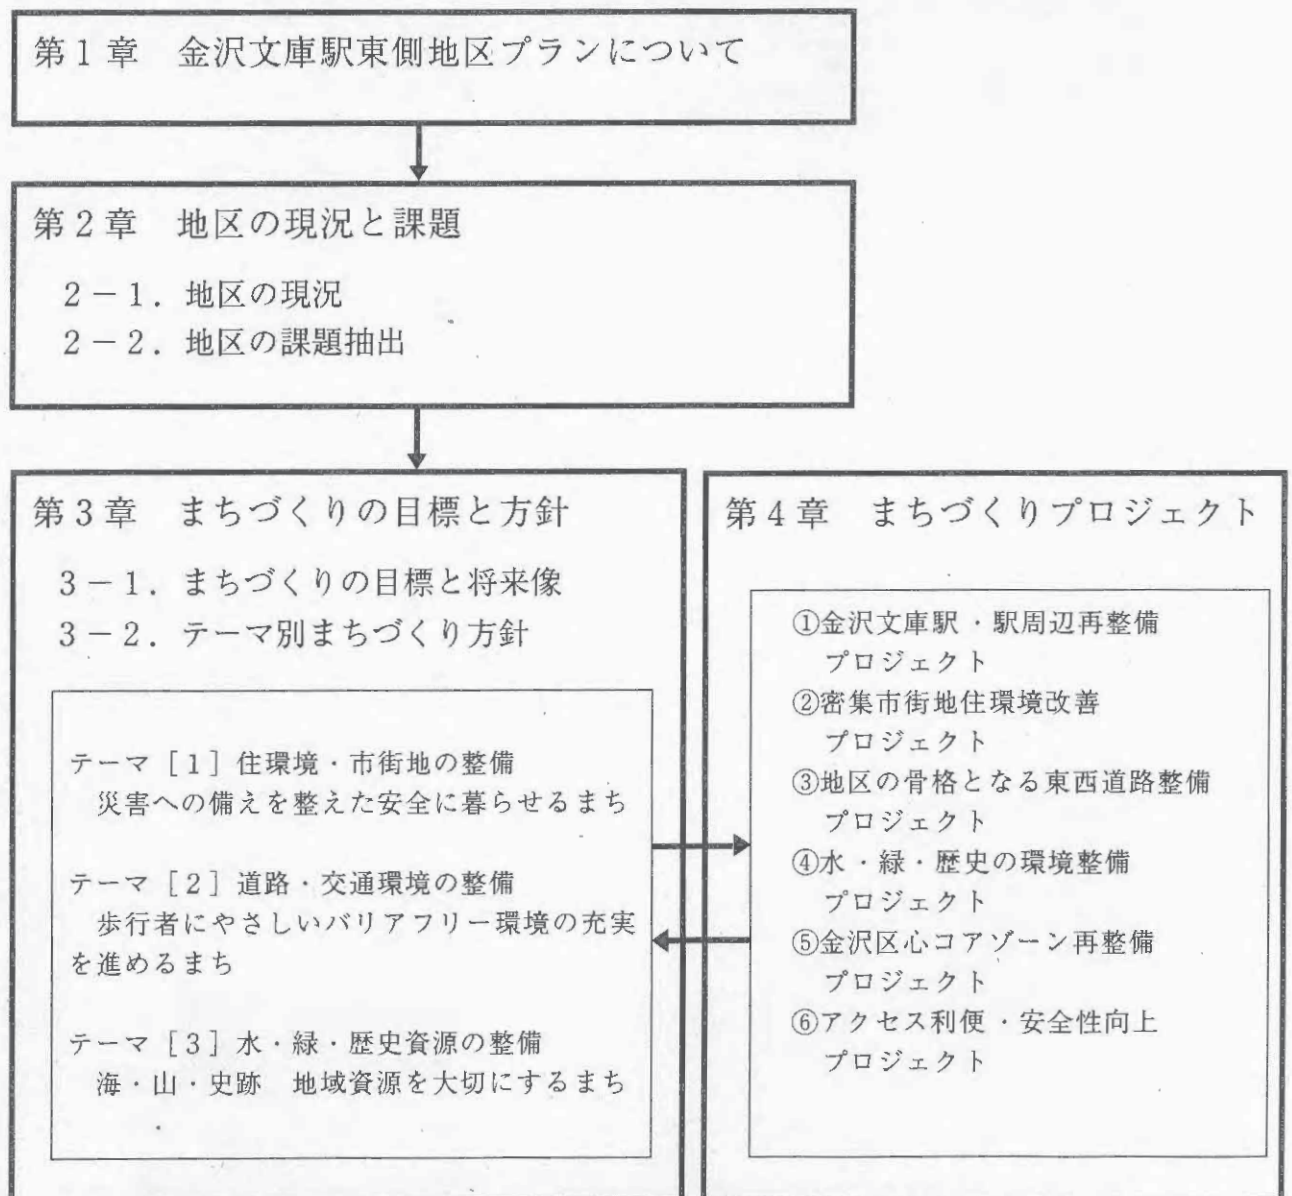 第１章　金沢文庫駅東側地区プランについて
第２章　地区の現況と課題
２－１．地区の現況
２－２．地区の課題抽出
第３章　まちづくりの目標と方針
３－１．まちづくりの目標と将来像
３－２．テーマ別まちづくり方針
テーマ［１］住環境・市街地の整備
災害への備えを整えた安全に暮らせるまち
テーマ［２］道路・交通環境の整備
歩行者にやさしいバリアフリー環境の充実
を進めるまち
テーマ［３］水・緑・歴史資源の整備
海・山・史跡　地域資源を大切にするまち
第４章　まちづくりプロジェクト
①金沢文庫駅・駅周辺再整備
プロジェクト
②密集市街地住環境改善
プロジェクト
③地区の骨格となる東西道路整備
プロジェクト
④水・緑・歴史の環境整備
プロジェクト
⑤金沢区心コアゾーン再整備
プロジェクト
⑥アクセス利便・安全性向上
プロジェクト